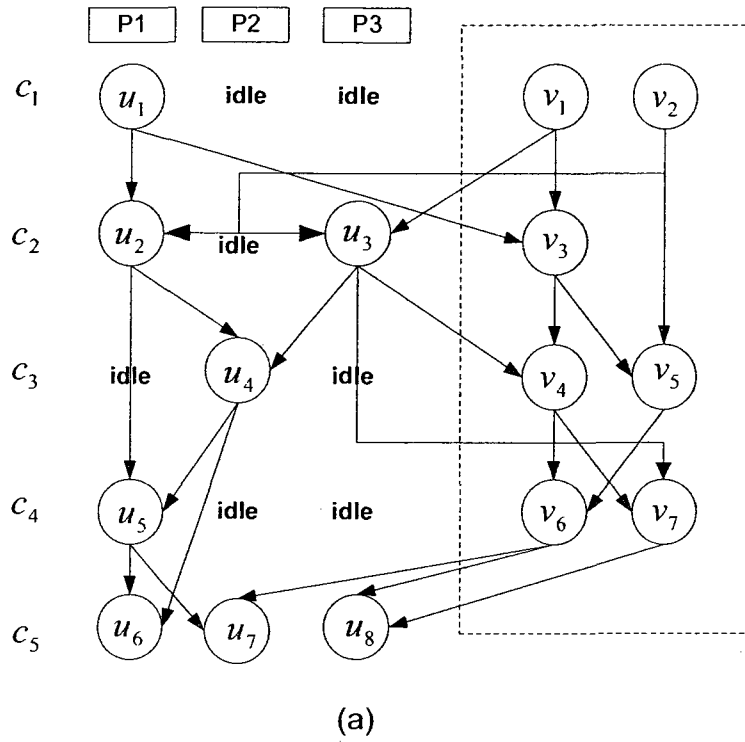 P1 P2 P3
c1 u1 idle idle v1 v2
c2 u2 idle u3 v3
c3 idle u4 idle v4 v5
c4 u5 idle idle v6 v7
c5 u6 u7 u8
(a)